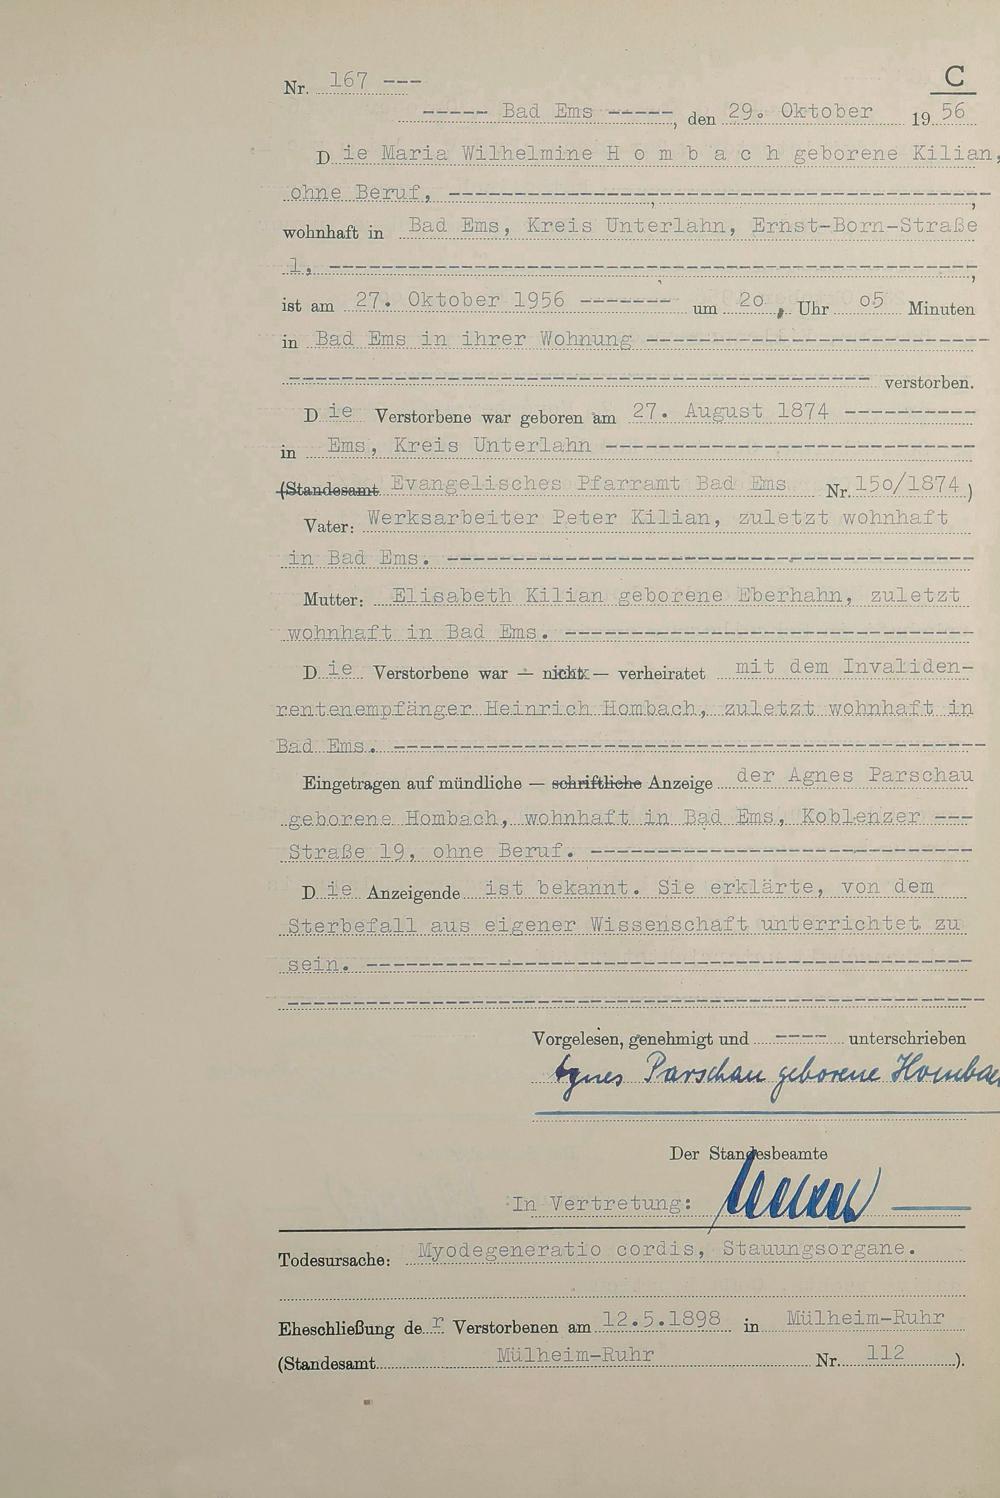 Nr. 167 ---
C
----- Bad Ems -----, den 29. Oktober 19 56
Die Maria Wilhelmine H o m b a c h geborene Kilian,
ohne Beruf, ----------,
wohnhaft in Bad Ems, Kreis Unterlahn, Ernst-Born-Straße
1, ----------,
ist am 27. Oktober 1956 ------- um 2o Uhr o5 Minuten
in Bad Ems in ihrer Wohnung ----------
---------- verstorben.
Die Verstorbene war geboren am 27. August 1874 ----------
in Ems, Kreis Unterlahn ----------
(Standesamt Evangelisches Pfarramt Bad Ems Nr. 15o/1874)
Vater: Werksarbeiter Peter Kilian, zuletzt wohnhaft
in Bad Ems. ----------
Mutter: Elisabeth Kilian geborene Eberhahn, zuletzt
wohnhaft in Bad Ems. ----------
Die Verstorbene war — nicht — verheiratet mit dem Invaliden-
rentenempfänger Heinrich Hombach, zuletzt wohnhaft in
Bad Ems. ----------
Eingetragen auf mündliche — schriftliche Anzeige der Agnes Parschau
geborene Hombach, wohnhaft in Bad Ems, Koblenzer ---
Straße 19, ohne Beruf. ----------
Die Anzeigende ist bekannt. Sie erklärte, von dem
Sterbefall aus eigener Wissenschaft unterrichtet zu
sein. ----------
----------
Vorgelesen, genehmigt und ---- unterschrieben
Agnes Parschau geborene Hombac
Der Standesbeamte
In Vertretung:
Todesursache: Myodegeneratio cordis, Stauungsorgane.
Eheschließung der Verstorbenen am 12.5.1898 in Mülheim-Ruhr
(Standesamt Mülheim-Ruhr Nr. 112 ).